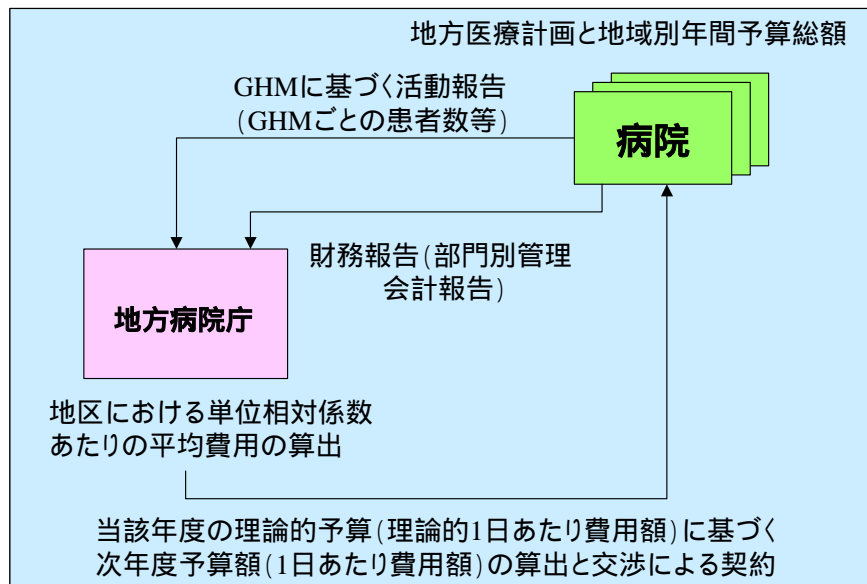 地方医療計画と地域別年間予算総額
GHMに基づく活動報告
(GHMごとの患者数等)
病院
財務報告(部門別管理
会計報告)
地方病院庁
地区における単位相対係数
あたりの平均費用の算出
当該年度の理論的予算(理論的1日あたり費用額)に基づく
次年度予算額(1日あたり費用額)の算出と交渉による契約